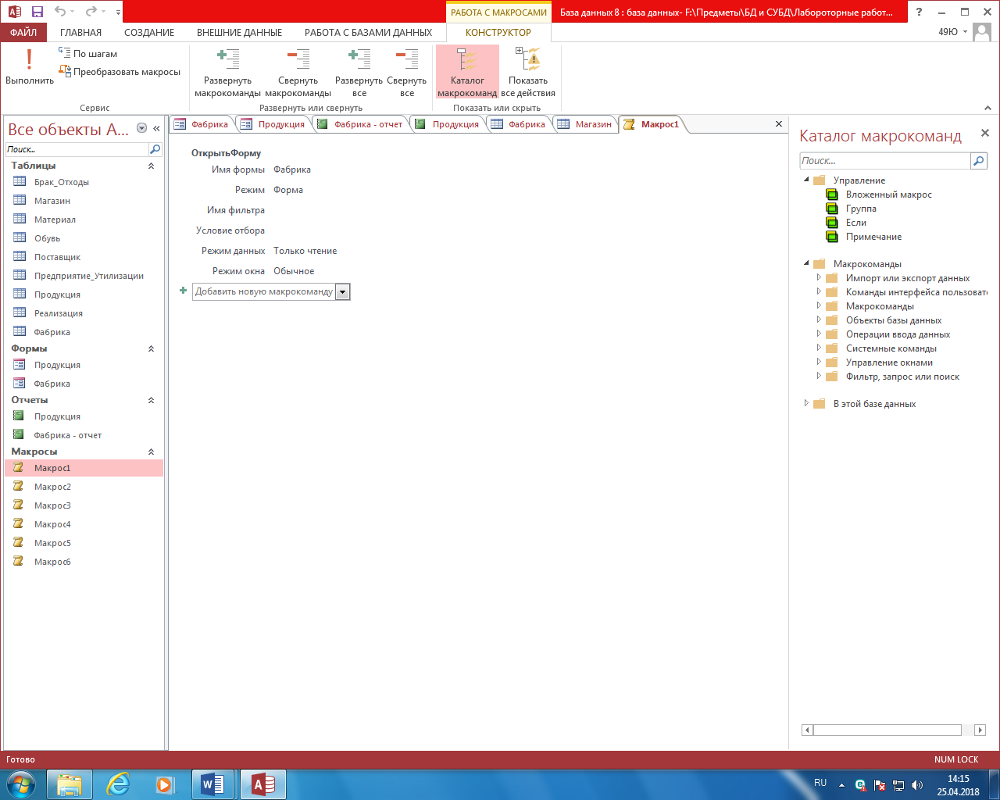 РАБОТА С МАКРОСАМИ
База данных 8 : база данных- F:\Предметы\БД и СУБД\Лабороторные работ...
ФАЙЛ
ГЛАВНАЯ
СОЗДАНИЕ
ВНЕШНИЕ ДАННЫЕ
РАБОТА С БАЗАМИ ДАННЫХ
КОНСТРУКТОР
49Ю
Выполнить
По шагам
Преобразовать макросы
Сервис
Развернуть макрокоманды
Свернуть макрокоманды
Развернуть все
Свернуть все
Развернуть или свернуть
Каталог макрокоманд
Показать все действия
Показать или скрыть
Все объекты A...
Поиск...
Таблицы
Брак_Отходы
Магазин
Материал
Обувь
Поставщик
Предприятие_Утилизации
Продукция
Реализация
Фабрика
Формы
Продукция
Фабрика
Отчеты
Продукция
Фабрика - отчет
Макросы
Макрос1
Макрос2
Макрос3
Макрос4
Макрос5
Макрос6
Фабрика
Продукция
Фабрика - отчет
Продукция
Фабрика
Магазин
Макрос1
ОткрытьФорму
Имя формы Фабрика
Режим Форма
Имя фильтра
Условие отбора
Режим данных Только чтение
Режим окна Обычное
Добавить новую макрокоманду
Каталог макрокоманд
Поиск...
Управление
Вложенный макрос
Группа
Если
Примечание
Макрокоманды
Импорт или экспорт данных
Команды интерфейса пользоват
Макрокоманды
Объекты базы данных
Операции ввода данных
Системные команды
Управление окнами
Фильтр, запрос или поиск
В этой базе данных
Готово
NUM LOCK
RU
14:15
25.04.2018